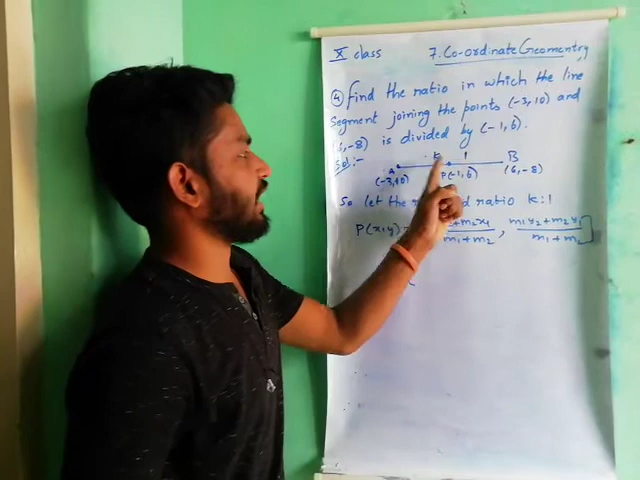 X class 7. Co-ordinate Geomentry
④ Find the ratio in which the line
segment joining the points (-3,10) and
(6,-8) is divided by (-1,6).
Sol:- K 1
A B
(-3,10) P(-1,6) (6,-8)
So let the ratio K:1
P(x,y) m₁+m₂ , m₁y₂+m₂y₁
m₁+m₂